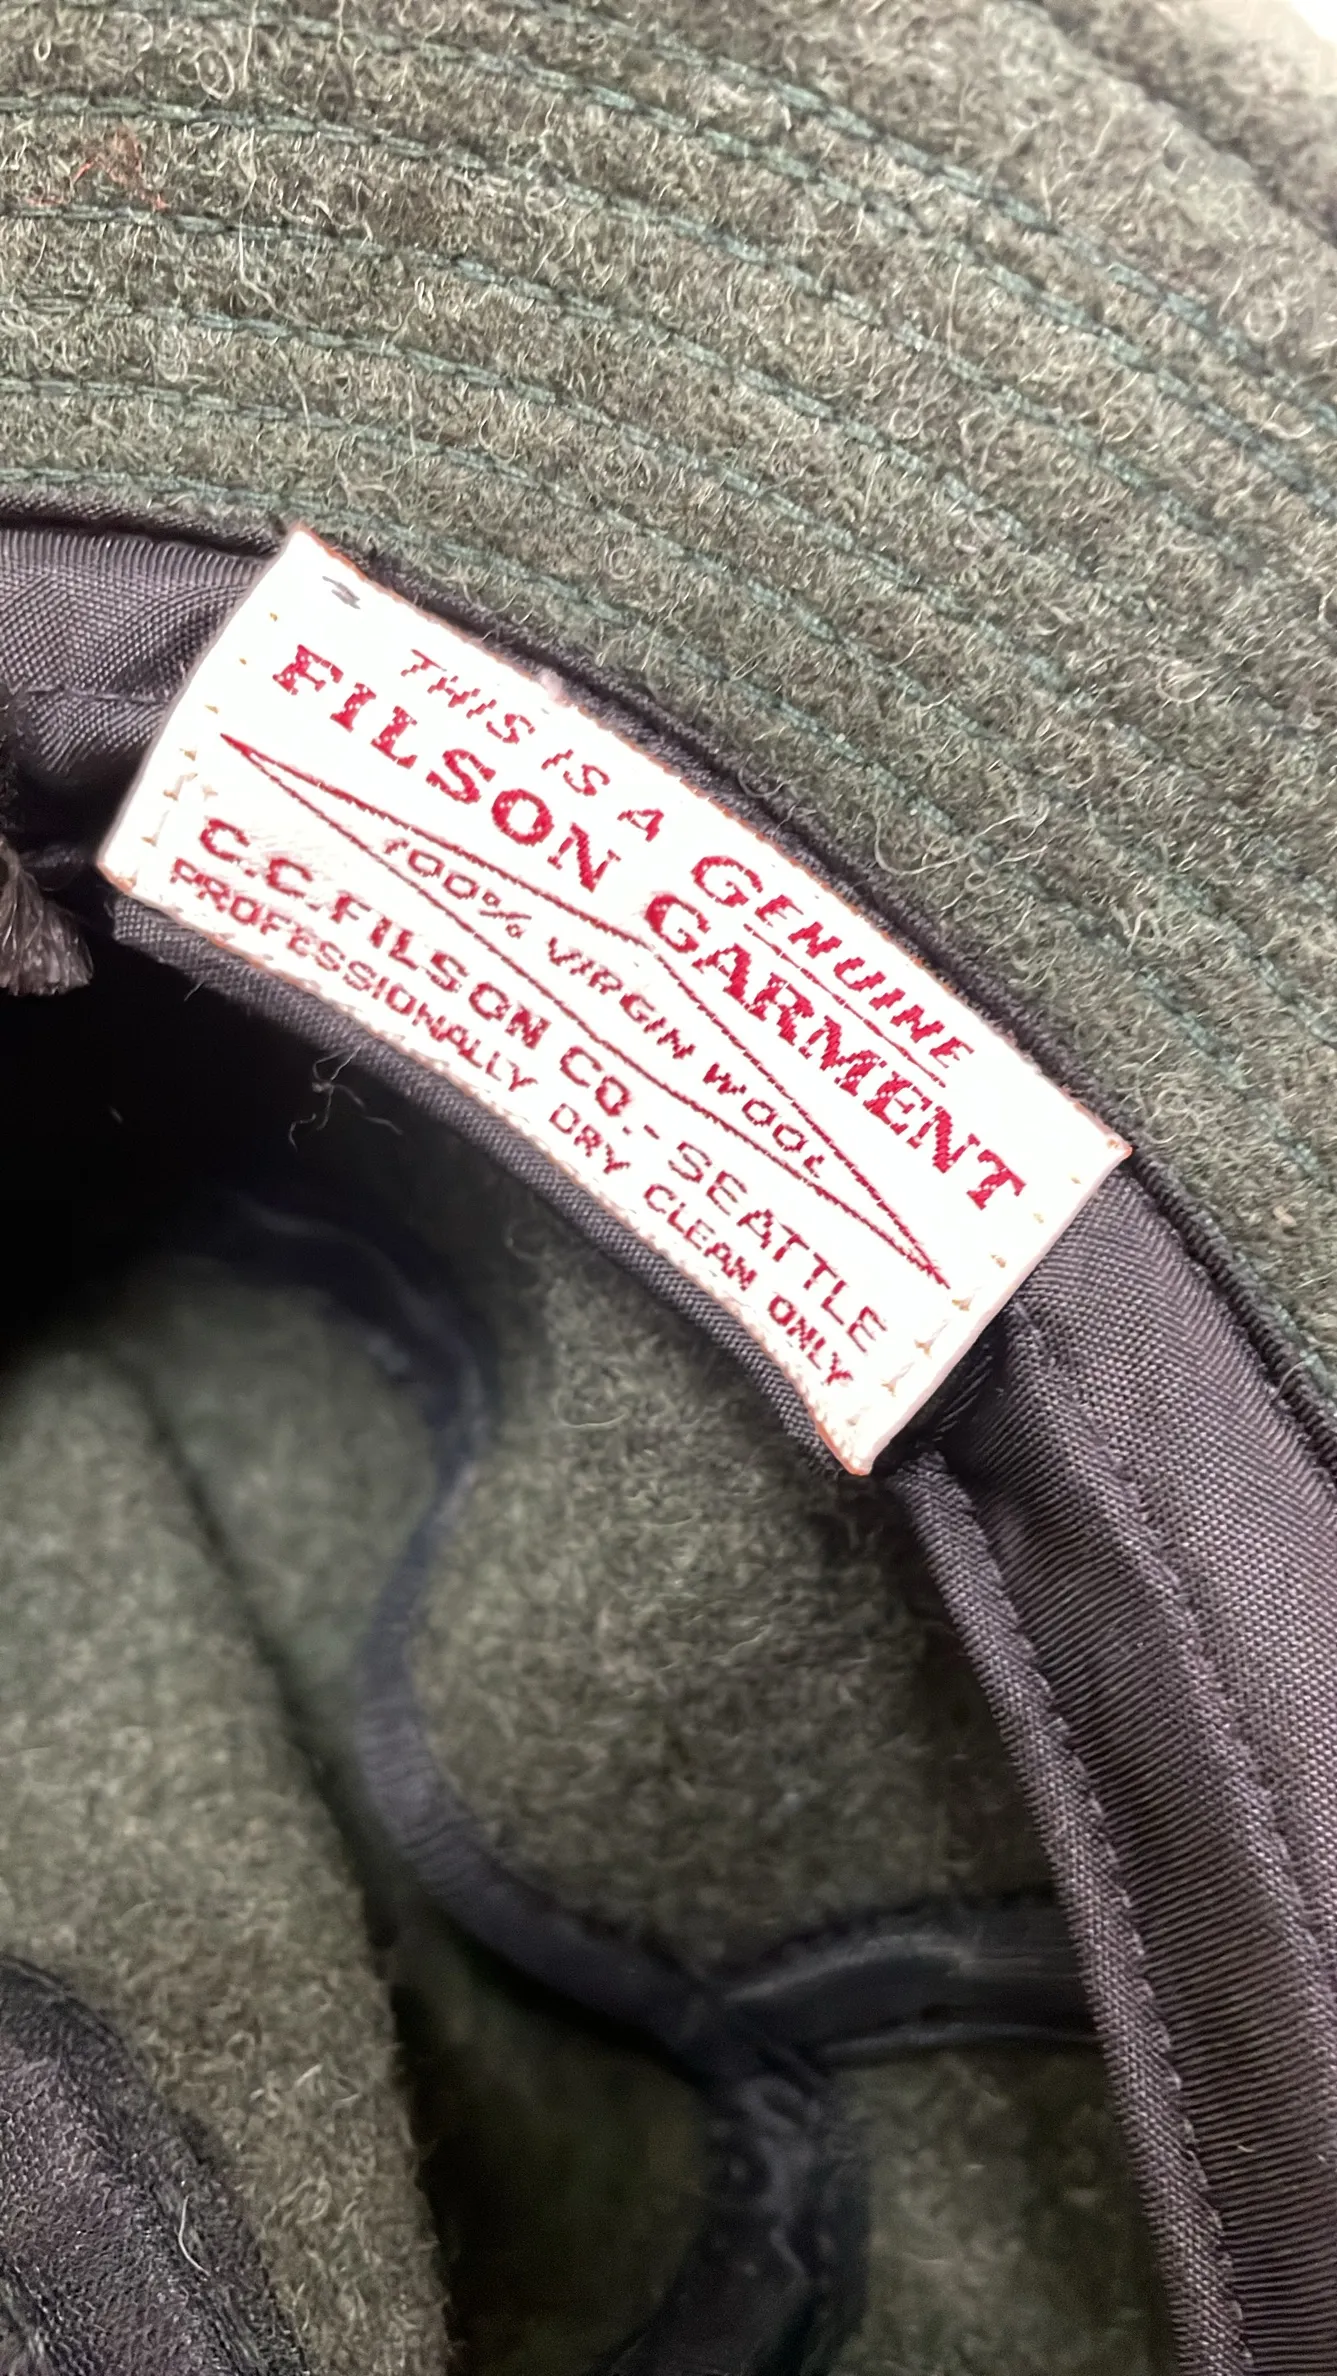 THIS IS A GENUINE
FILSON GARMENT
100% VIRGIN WOOL
C.C. FILSON CO. - SEATTLE
PROFESSIONALLY DRY CLEAN ONLY